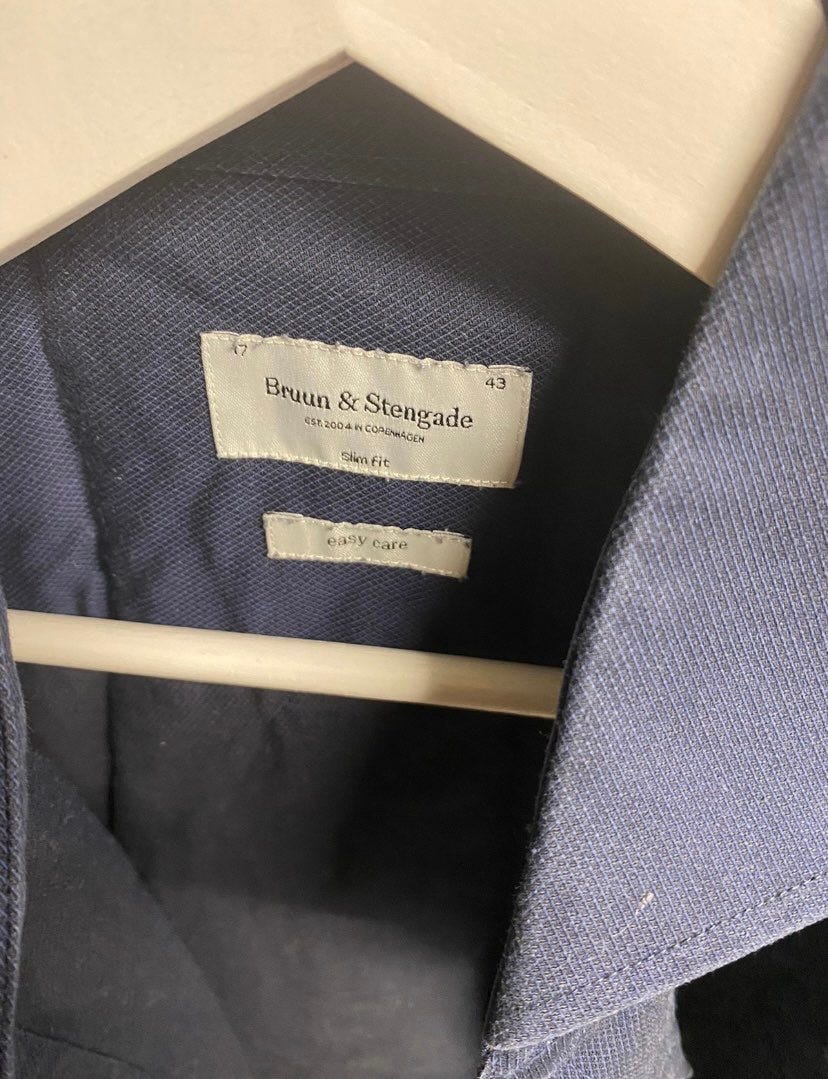 17 43
Bruun & Stengade
EST. 2004 IN COPENHAGEN
Slim fit
easy care